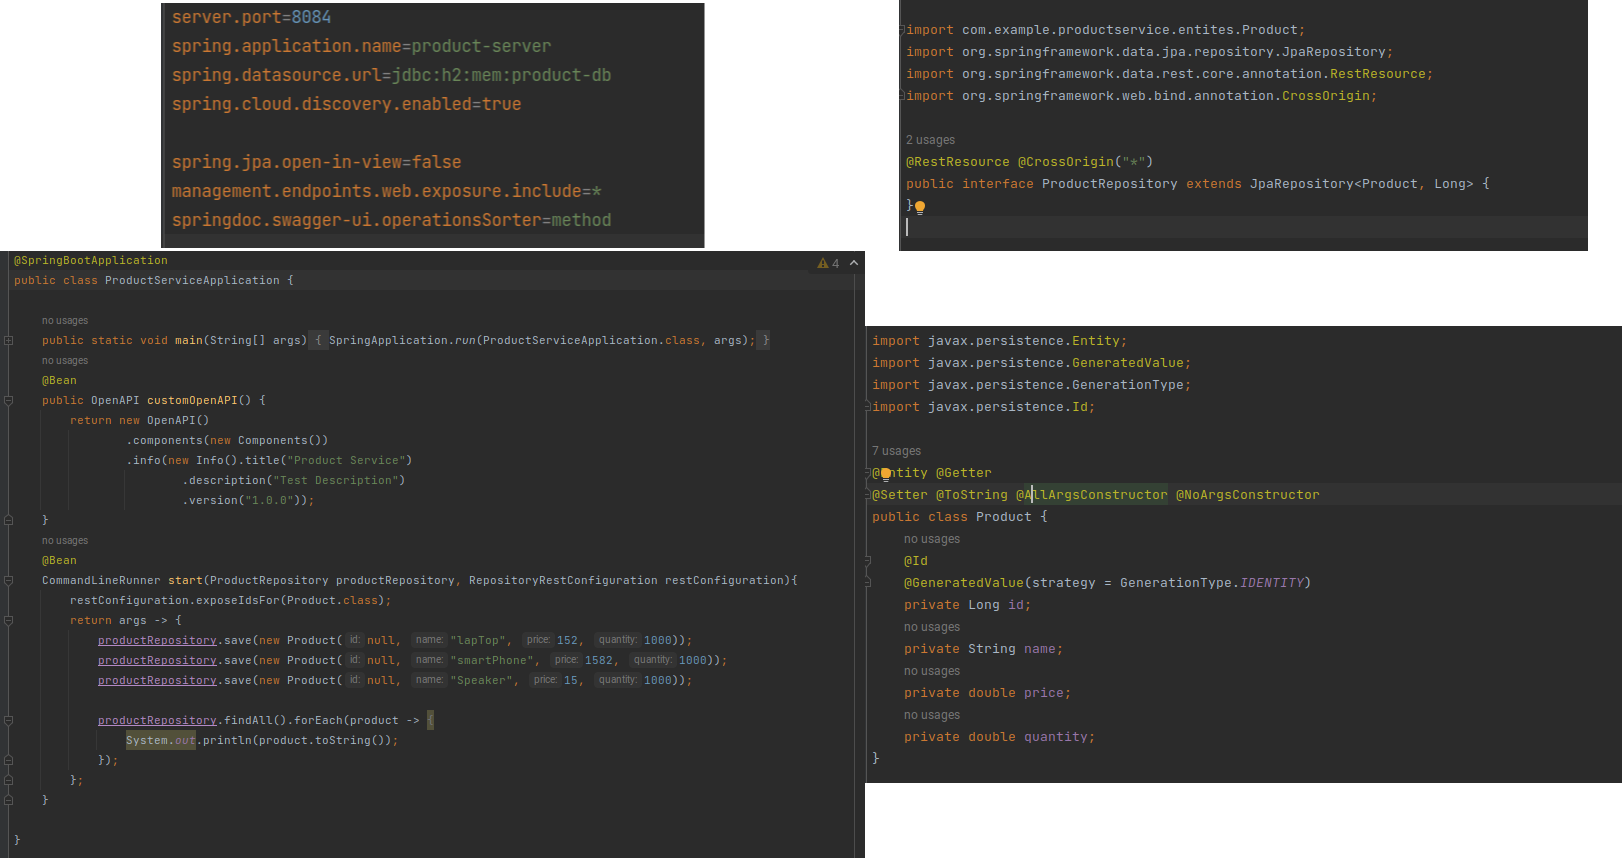 server.port=8084
spring.application.name=product-server
spring.datasource.url=jdbc:h2:mem:product-db
spring.cloud.discovery.enabled=true
spring.jpa.open-in-view=false
management.endpoints.web.exposure.include=*
springdoc.swagger-ui.operationsSorter=method
import com.example.productservice.entites.Product;
import org.springframework.data.jpa.repository.JpaRepository;
import org.springframework.data.rest.core.annotation.RestResource;
import org.springframework.web.bind.annotation.CrossOrigin;
2 usages
@RestResource @CrossOrigin("*")
public interface ProductRepository extends JpaRepository<Product, Long> {
}
@SpringBootApplication
4
public class ProductServiceApplication {
no usages
public static void main(String[] args) { SpringApplication.run(ProductServiceApplication.class, args); }
no usages
@Bean
public OpenAPI customOpenAPI() {
return new OpenAPI()
.components(new Components())
.info(new Info().title("Product Service")
.description("Test Description")
.version("1.0.0"));
}
no usages
@Bean
CommandLineRunner start(ProductRepository productRepository, RepositoryRestConfiguration restConfiguration){
restConfiguration.exposeIdsFor(Product.class);
return args -> {
productRepository.save(new Product( id: null, name: "lapTop", price: 152, quantity: 1000));
productRepository.save(new Product( id: null, name: "smartPhone", price: 1582, quantity: 1000));
productRepository.save(new Product( id: null, name: "Speaker", price: 15, quantity: 1000));
productRepository.findAll().forEach(product -> {
System.out.println(product.toString());
});
};
}
}
import javax.persistence.Entity;
import javax.persistence.GeneratedValue;
import javax.persistence.GenerationType;
import javax.persistence.Id;
7 usages
@Entity @Getter
@Setter @ToString @AllArgsConstructor @NoArgsConstructor
public class Product {
no usages
@Id
@GeneratedValue(strategy = GenerationType.IDENTITY)
private Long id;
no usages
private String name;
no usages
private double price;
no usages
private double quantity;
}